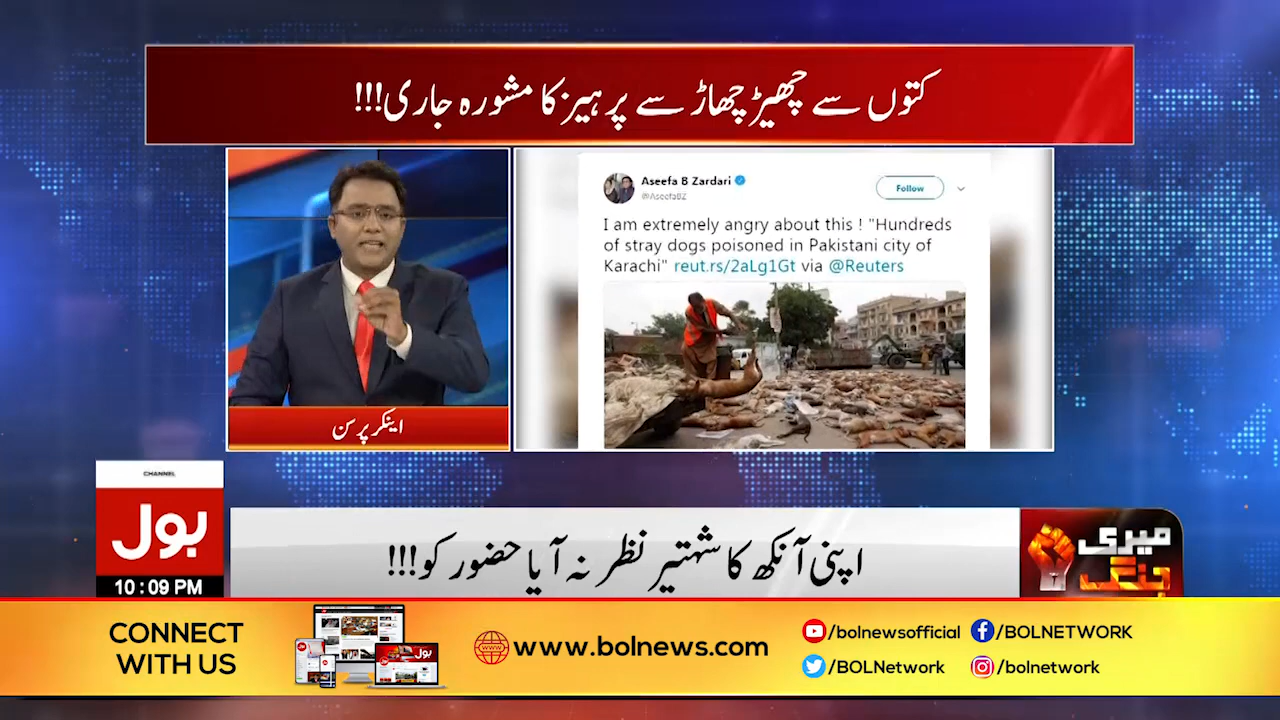 کتوں سے چھیڑ چھاڑ سے پرہیز کا مشورہ جاری!!!
Aseefa B Zardari
@AseefaBZ
Follow
I am extremely angry about this ! "Hundreds
of stray dogs poisoned in Pakistani city of
Karachi" reut.rs/2aLg1Gt via @Reuters
اینکر پرسن
CHANNEL
بول
10:09 PM
اپنی آنکھ کا شہتیر نظر نہ آیا حضور کو!!!
میری
جنگ
CONNECT
WITH US
www.bolnews.com
/bolnewsofficial
/BOLNETWORK
/BOLNetwork
/bolnetwork